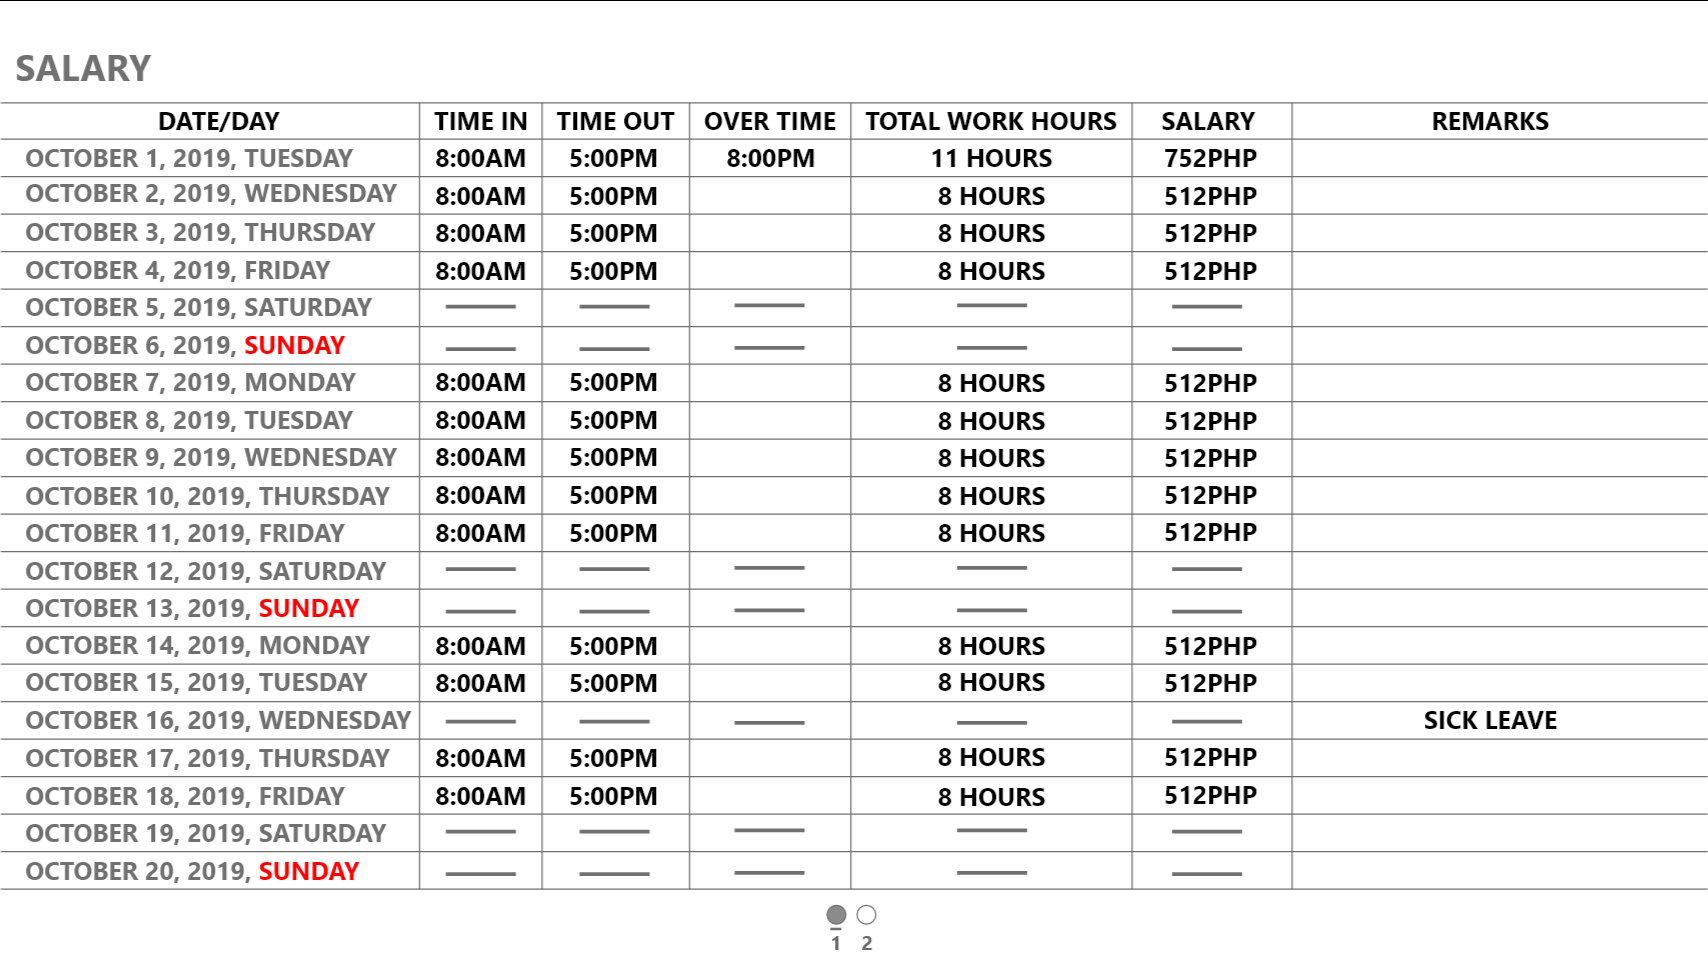 SALARY
DATE/DAY TIME IN TIME OUT OVER TIME TOTAL WORK HOURS SALARY REMARKS
OCTOBER 1, 2019, TUESDAY 8:00AM 5:00PM 8:00PM 11 HOURS 752PHP
OCTOBER 2, 2019, WEDNESDAY 8:00AM 5:00PM 8 HOURS 512PHP
OCTOBER 3, 2019, THURSDAY 8:00AM 5:00PM 8 HOURS 512PHP
OCTOBER 4, 2019, FRIDAY 8:00AM 5:00PM 8 HOURS 512PHP
OCTOBER 5, 2019, SATURDAY — — — — —
OCTOBER 6, 2019, SUNDAY — — — — —
OCTOBER 7, 2019, MONDAY 8:00AM 5:00PM 8 HOURS 512PHP
OCTOBER 8, 2019, TUESDAY 8:00AM 5:00PM 8 HOURS 512PHP
OCTOBER 9, 2019, WEDNESDAY 8:00AM 5:00PM 8 HOURS 512PHP
OCTOBER 10, 2019, THURSDAY 8:00AM 5:00PM 8 HOURS 512PHP
OCTOBER 11, 2019, FRIDAY 8:00AM 5:00PM 8 HOURS 512PHP
OCTOBER 12, 2019, SATURDAY — — — — —
OCTOBER 13, 2019, SUNDAY — — — — —
OCTOBER 14, 2019, MONDAY 8:00AM 5:00PM 8 HOURS 512PHP
OCTOBER 15, 2019, TUESDAY 8:00AM 5:00PM 8 HOURS 512PHP
OCTOBER 16, 2019, WEDNESDAY — — — — — SICK LEAVE
OCTOBER 17, 2019, THURSDAY 8:00AM 5:00PM 8 HOURS 512PHP
OCTOBER 18, 2019, FRIDAY 8:00AM 5:00PM 8 HOURS 512PHP
OCTOBER 19, 2019, SATURDAY — — — — —
OCTOBER 20, 2019, SUNDAY — — — — —
1 2